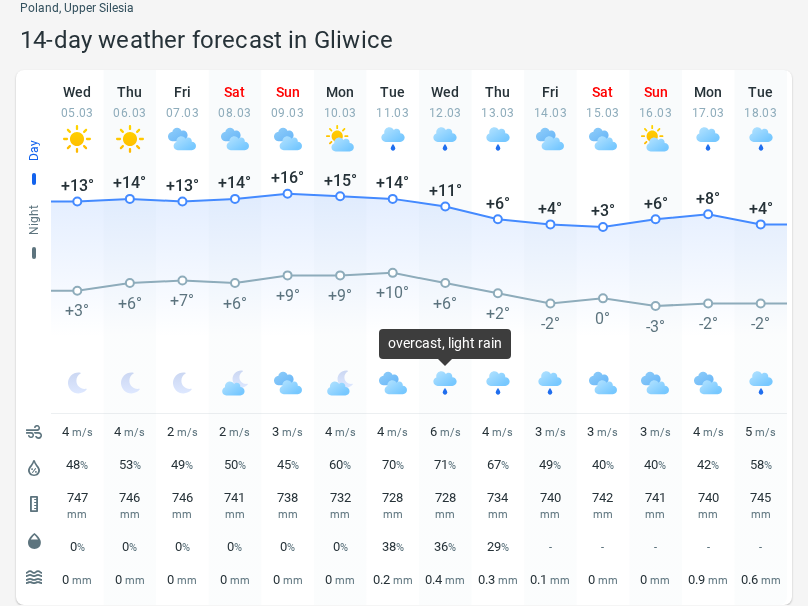 Poland, Upper Silesia
14-day weather forecast in Gliwice
Wed Thu Fri Sat Sun Mon Tue Wed Thu Fri Sat Sun Mon Tue
05.03 06.03 07.03 08.03 09.03 10.03 11.03 12.03 13.03 14.03 15.03 16.03 17.03 18.03
Day
+13° +14° +13° +14° +16° +15° +14° +11° +6° +4° +3° +6° +8° +4°
Night
+3° +6° +7° +6° +9° +9° +10° +6° +2° -2° 0° -3° -2° -2°
overcast, light rain
4 m/s 4 m/s 2 m/s 2 m/s 3 m/s 4 m/s 4 m/s 6 m/s 4 m/s 3 m/s 3 m/s 3 m/s 4 m/s 5 m/s
48% 53% 49% 50% 45% 60% 70% 71% 67% 49% 40% 40% 42% 58%
747 746 746 741 738 732 728 728 734 740 742 741 740 745
mm mm mm mm mm mm mm mm mm mm mm mm mm mm
0% 0% 0% 0% 0% 0% 38% 36% 29% - - - - -
0 mm 0 mm 0 mm 0 mm 0 mm 0 mm 0.2 mm 0.4 mm 0.3 mm 0.1 mm 0 mm 0 mm 0.9 mm 0.6 mm